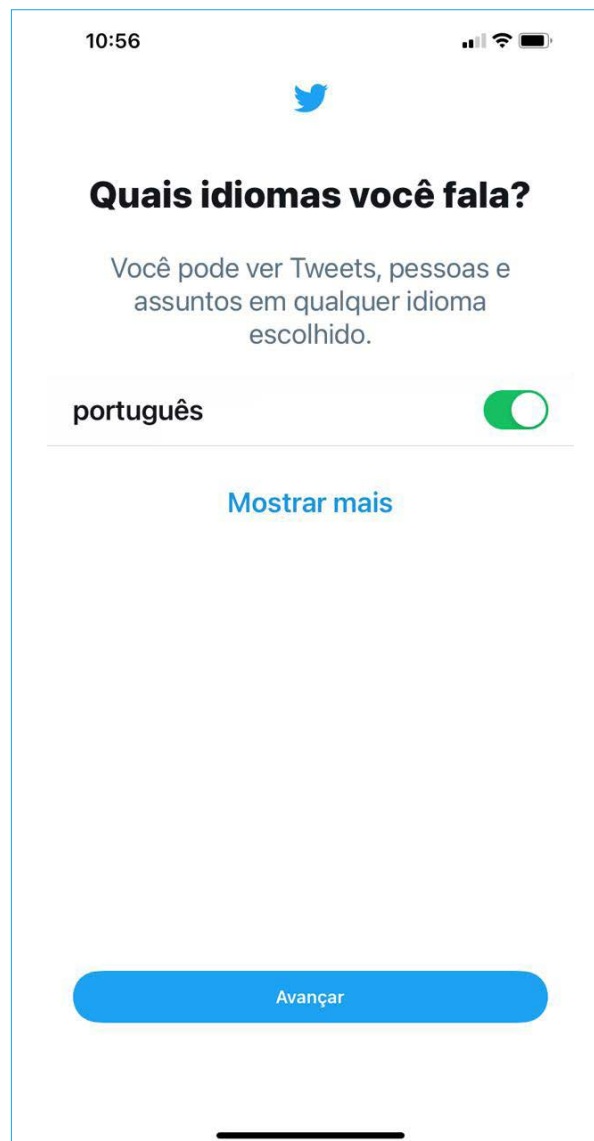 10:56
Quais idiomas você fala?
Você pode ver Tweets, pessoas e
assuntos em qualquer idioma
escolhido.
português
Mostrar mais
Avançar